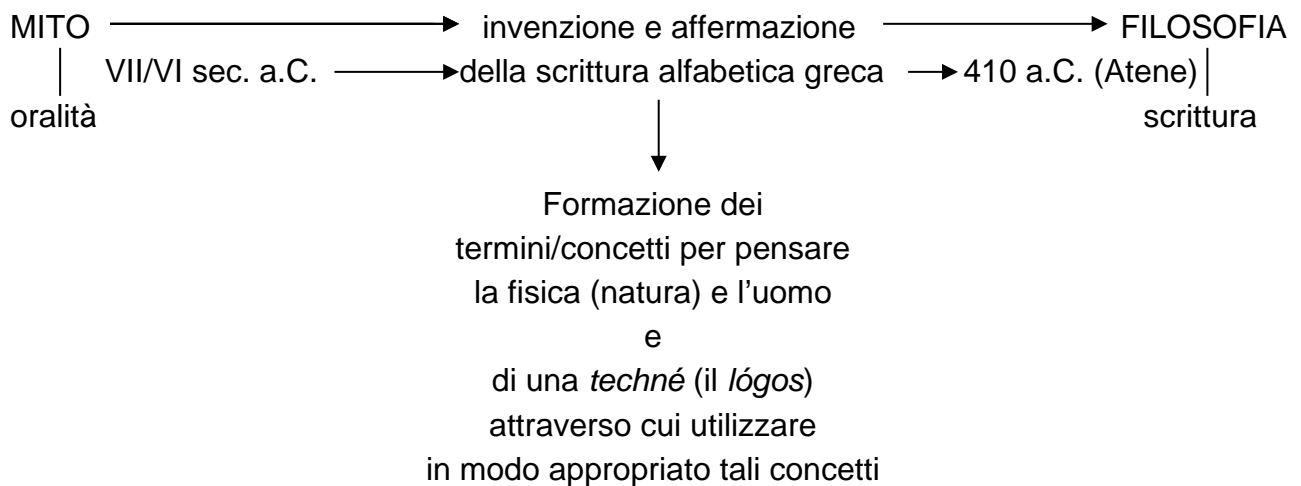 MITO invenzione e affermazione FILOSOFIA
VII/VI sec. a.C. della scrittura alfabetica greca 410 a.C. (Atene)
oralità scrittura
Formazione dei
termini/concetti per pensare
la fisica (natura) e l’uomo
e
di una techné (il lógos)
attraverso cui utilizzare
in modo appropriato tali concetti